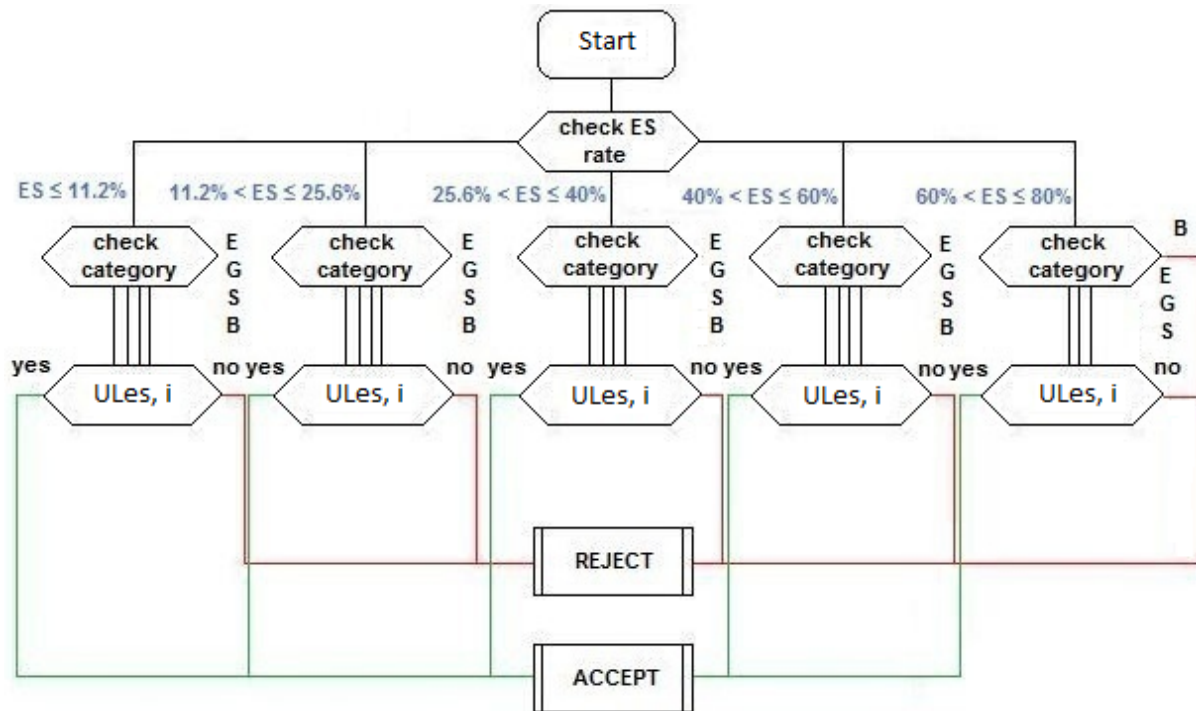 Start
check ES
rate
ES ≤ 11.2%
11.2% < ES ≤ 25.6%
25.6% < ES ≤ 40%
40% < ES ≤ 60%
60% < ES ≤ 80%
check
category
E
G
S
B
check
category
E
G
S
B
check
category
E
G
S
B
check
category
E
G
S
B
check
category
B
E
G
S
yes
ULes, i
no
yes
ULes, i
no
yes
ULes, i
no
yes
ULes, i
no
yes
ULes, i
no
REJECT
ACCEPT